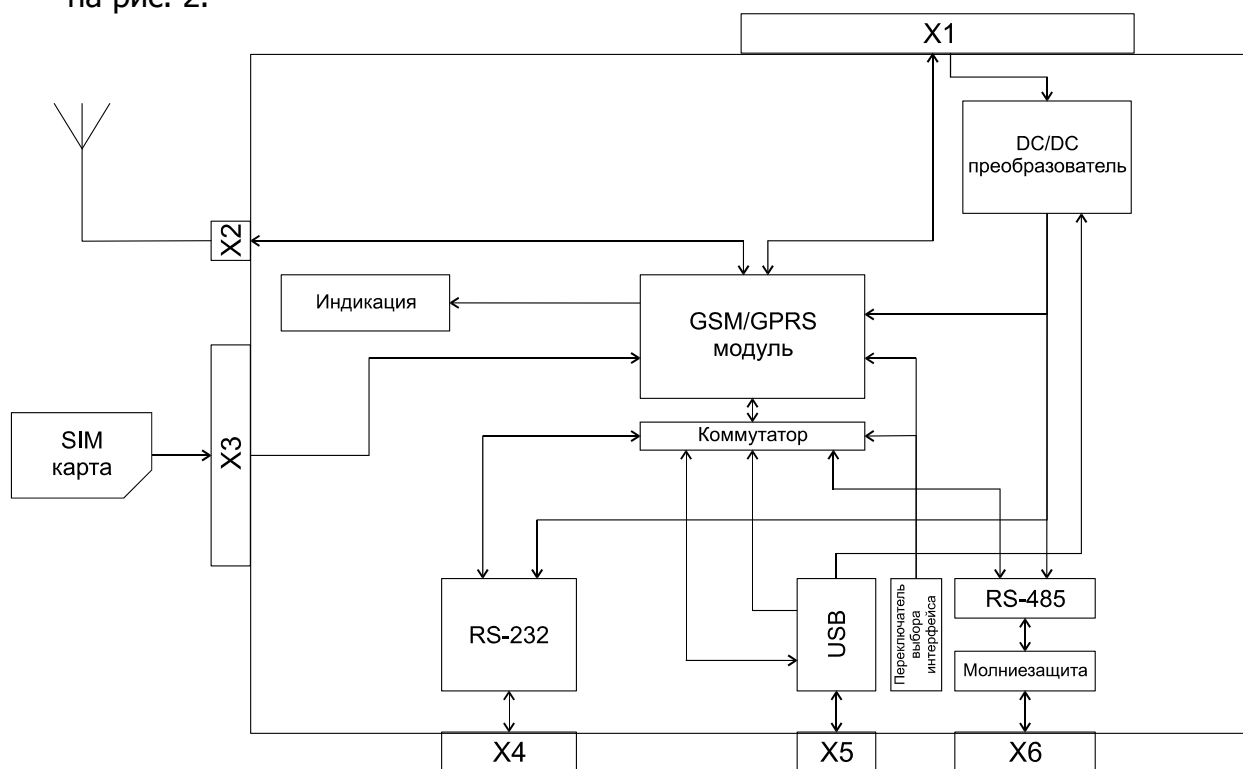 на рис. 2.
X1
DC/DC
преобразователь
X2
Индикация
GSM/GPRS
модуль
SIM
карта
X3
Коммутатор
RS-232
USB
Переключатель
выбора
интерфейса
RS-485
Молниезащита
X4
X5
X6